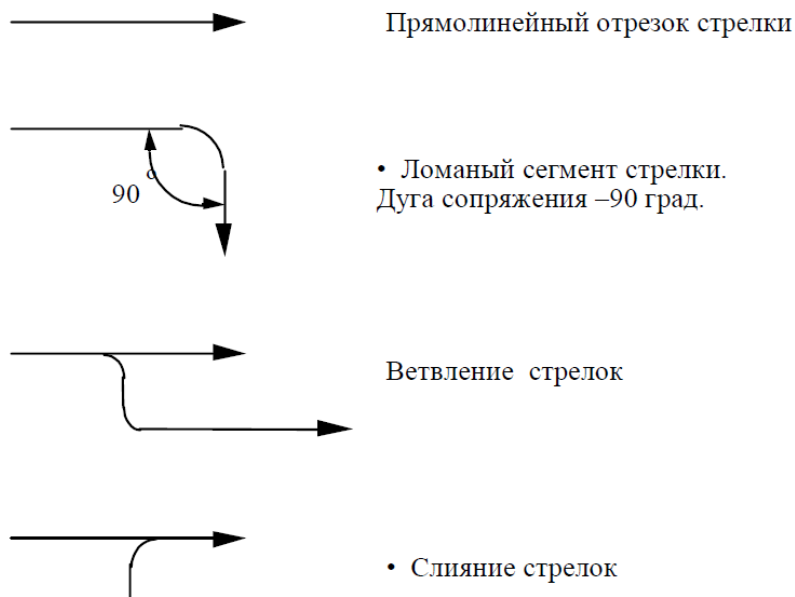 Прямолинейный отрезок стрелки
90 °
• Ломаный сегмент стрелки.
Дуга сопряжения –90 град.
Ветвление стрелок
• Слияние стрелок